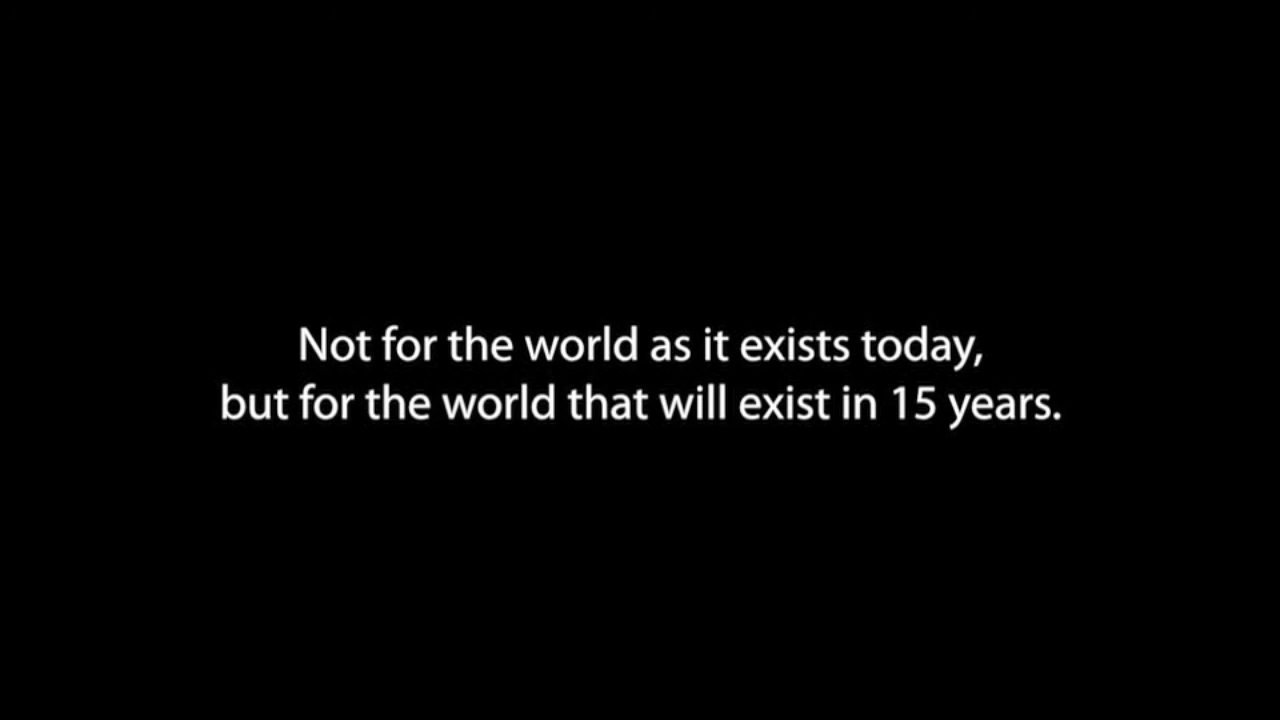 Not for the world as it exists today,
but for the world that will exist in 15 years.